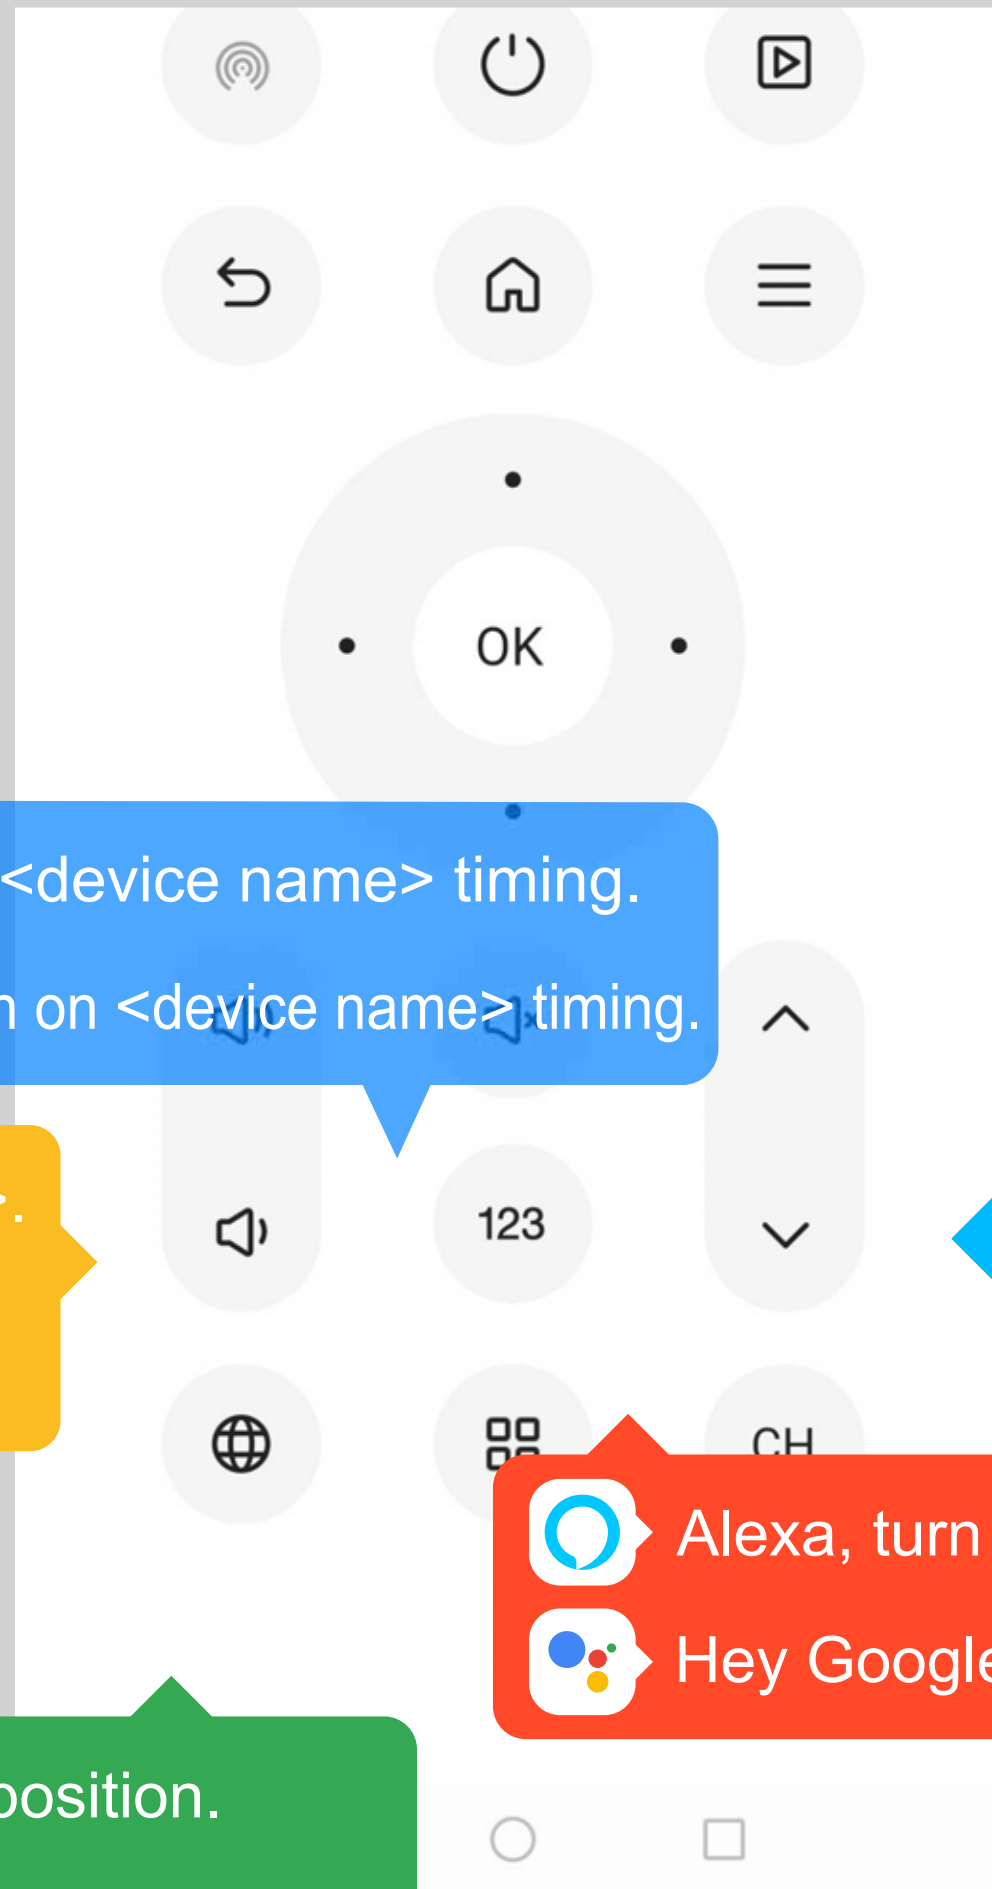 OK
<device name> timing.
on <device name> timing.
123
CH
Alexa, turn
Hey Google
position.